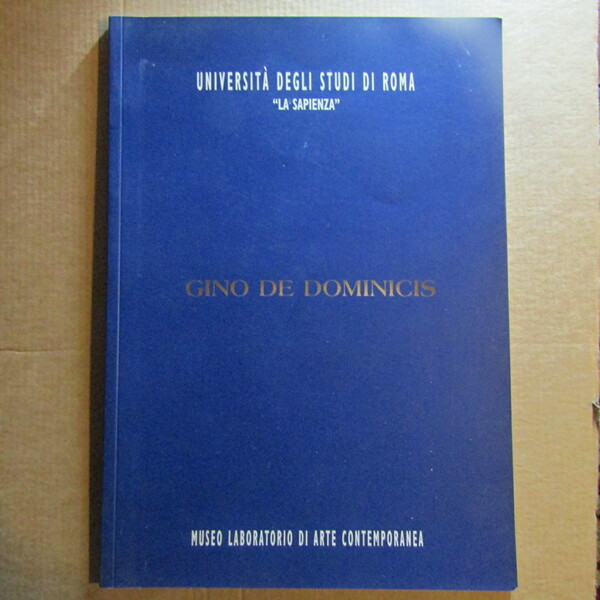 UNIVERSITÀ DEGLI STUDI DI ROMA
“LA SAPIENZA”
GINO DE DOMINICIS
MUSEO LABORATORIO DI ARTE CONTEMPORANEA